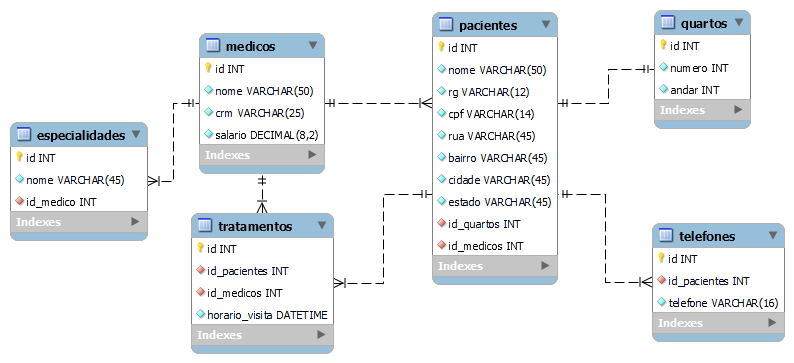 especialidades
id INT
nome VARCHAR(45)
id_medico INT
Indexes
medicos
id INT
nome VARCHAR(50)
crm VARCHAR(25)
salario DECIMAL(8,2)
Indexes
tratamentos
id INT
id_pacientes INT
id_medicos INT
horario_visita DATETIME
Indexes
pacientes
id INT
nome VARCHAR(50)
rg VARCHAR(12)
cpf VARCHAR(14)
rua VARCHAR(45)
bairro VARCHAR(45)
cidade VARCHAR(45)
estado VARCHAR(45)
id_quartos INT
id_medicos INT
Indexes
quartos
id INT
numero INT
andar INT
Indexes
telefones
id INT
id_pacientes INT
telefone VARCHAR(16)
Indexes